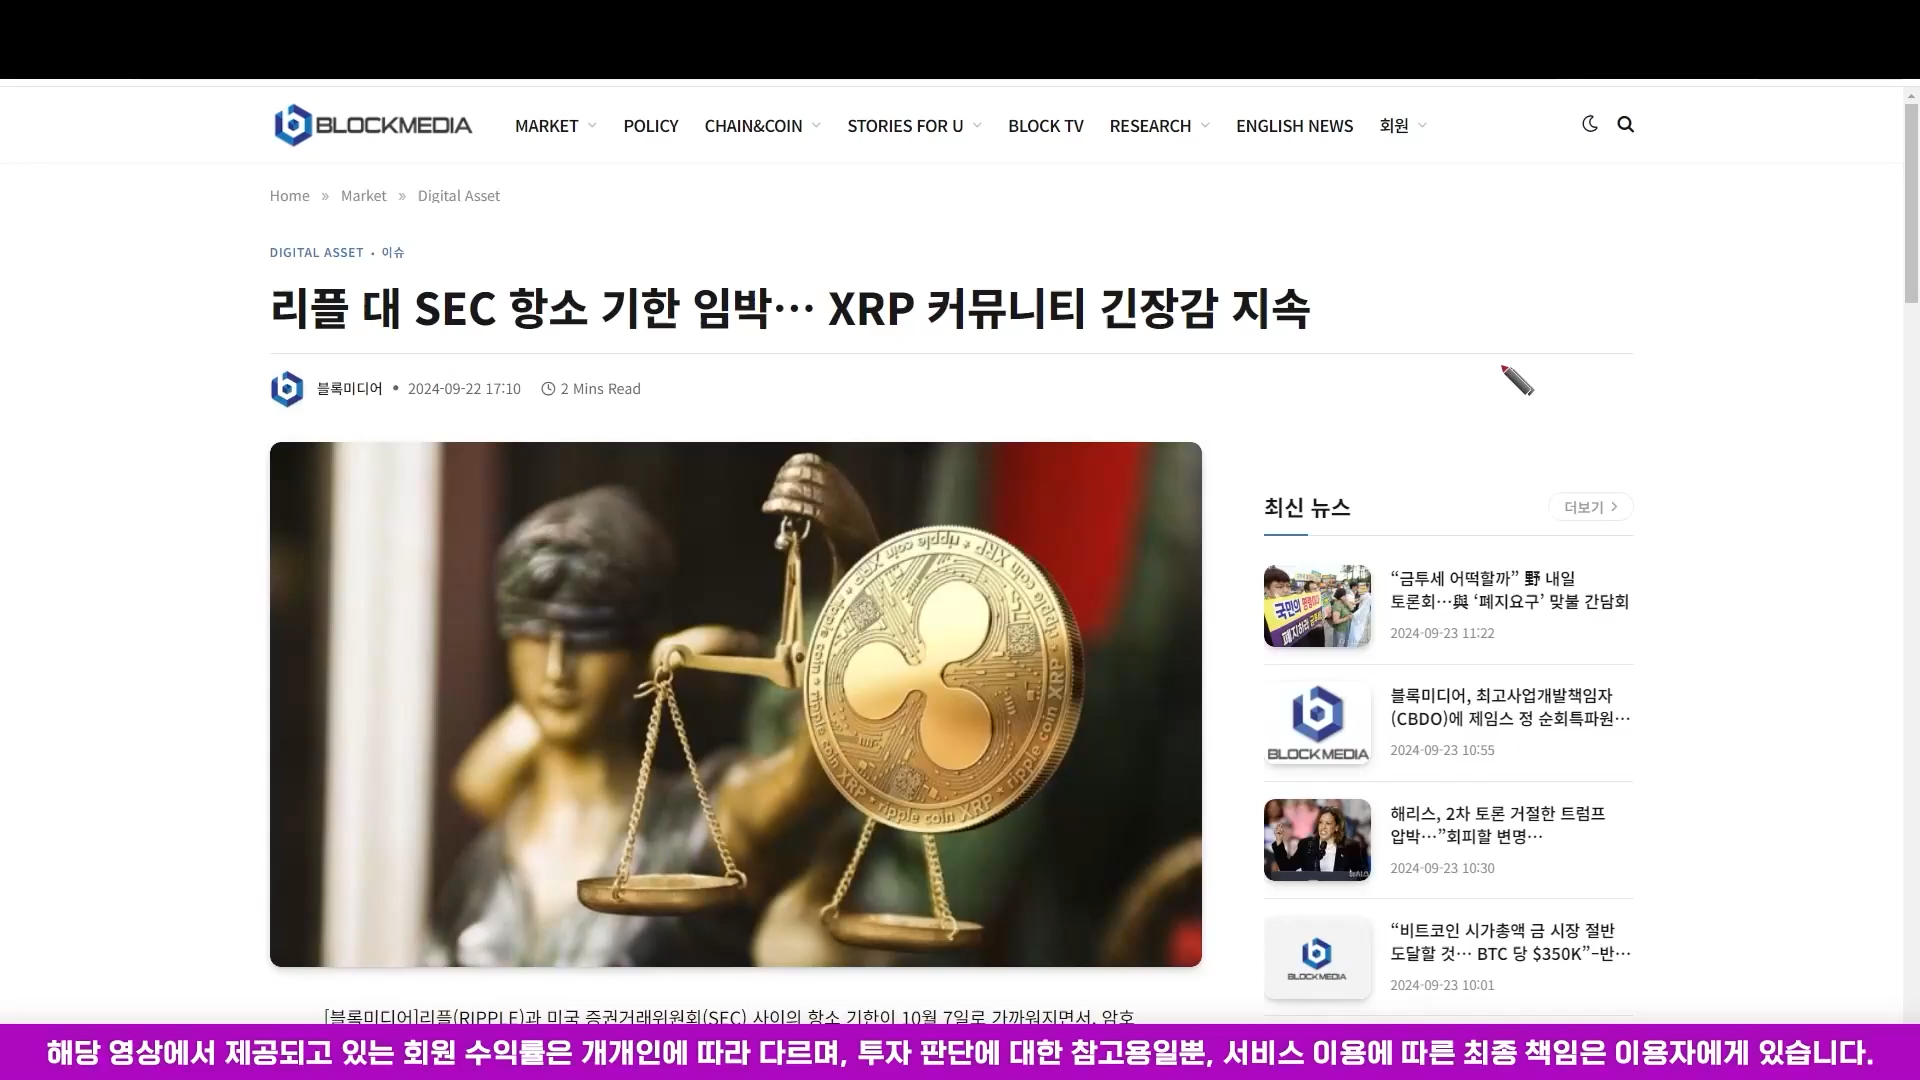 BLOCKMEDIA
MARKET POLICY CHAIN&COIN STORIES FOR U BLOCK TV RESEARCH ENGLISH NEWS 회원
Home » Market » Digital Asset
DIGITAL ASSET • 이슈
리플 대 SEC 항소 기한 임박… XRP 커뮤니티 긴장감 지속
블록미디어 • 2024-09-22 17:10 2 Mins Read
ripple coin • XRP • ripple coin XRP • ripple coin XRP
최신 뉴스
더보기 >
“금투세 어떡할까” 野 내일
토론회…與 ‘폐지요구’ 맞불 간담회
2024-09-23 11:22
국민의
BLOCKMEDIA
블록미디어, 최고사업개발책임자
(CBDO)에 제임스 정 순회특파원…
2024-09-23 10:55
해리스, 2차 토론 거절한 트럼프
압박…”회피할 변명…
2024-09-23 10:30
BLOCKMEDIA
“비트코인 시가총액 금 시장 절반
도달할 것… BTC 당 $350K”–반…
2024-09-23 10:01
[블록미디어]리플(RIPPLE)과 미국 증권거래위원회(SEC) 사이의 항소 기한이 10월 7일로 가까워지면서, 암호
해당 영상에서 제공되고 있는 회원 수익률은 개개인에 따라 다르며, 투자 판단에 대한 참고용일뿐, 서비스 이용에 따른 최종 책임은 이용자에게 있습니다.